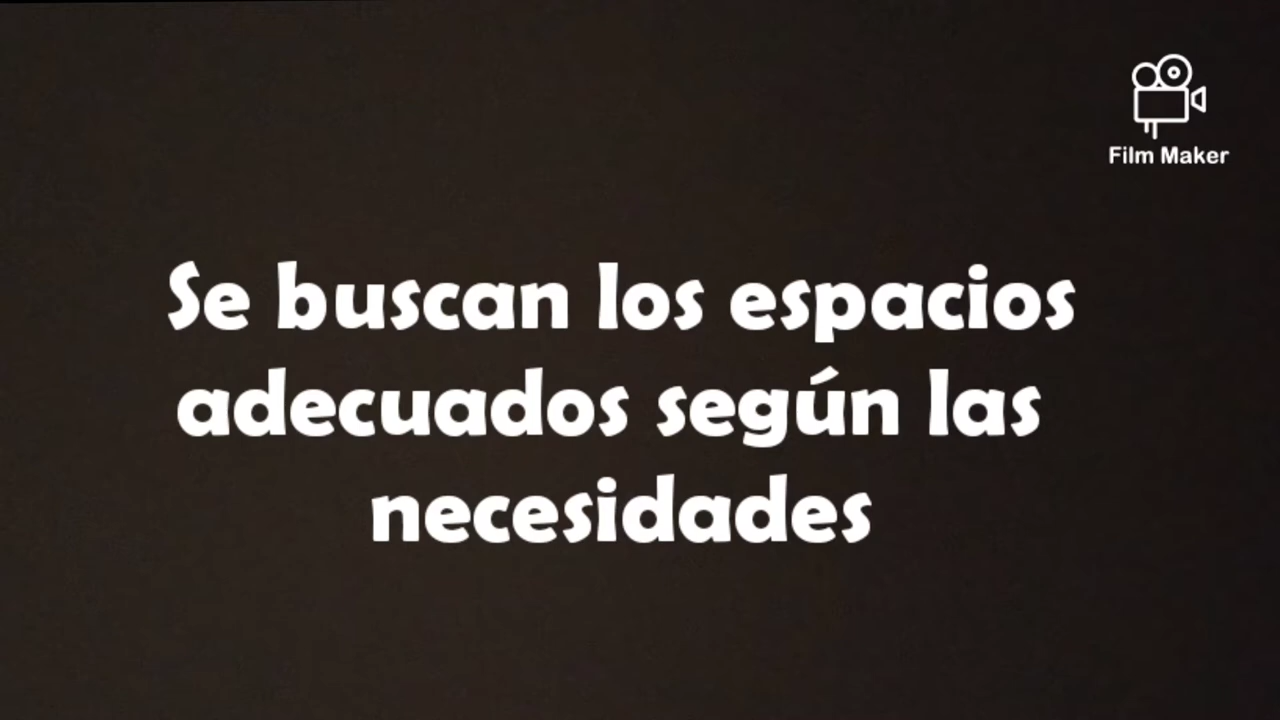 Film Maker
Se buscan los espacios
adecuados según las
necesidades